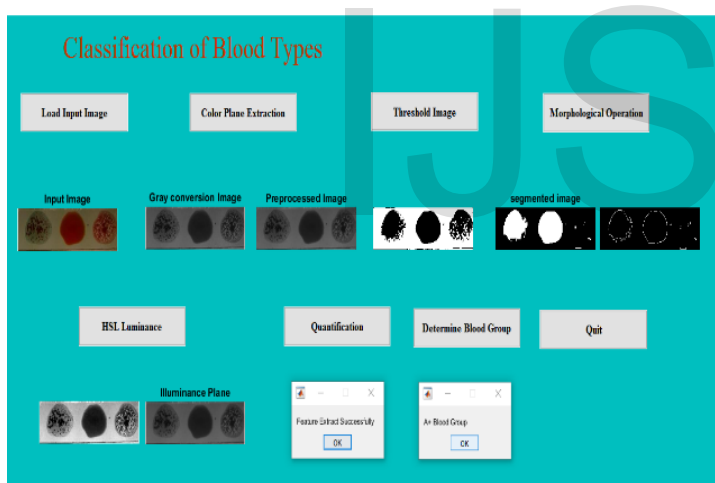 Classification of Blood Types
IJS
Load Input Image
Color Plane Extraction
Threshold Image
Morphological Operation
Input Image
Gray conversion Image
Preprocessed Image
segmented image
HSL Luminance
Quantification
Determine Blood Group
Quit
Illuminance Plane
Feature Extract Successfully
OK
A+ Blood Group
OK